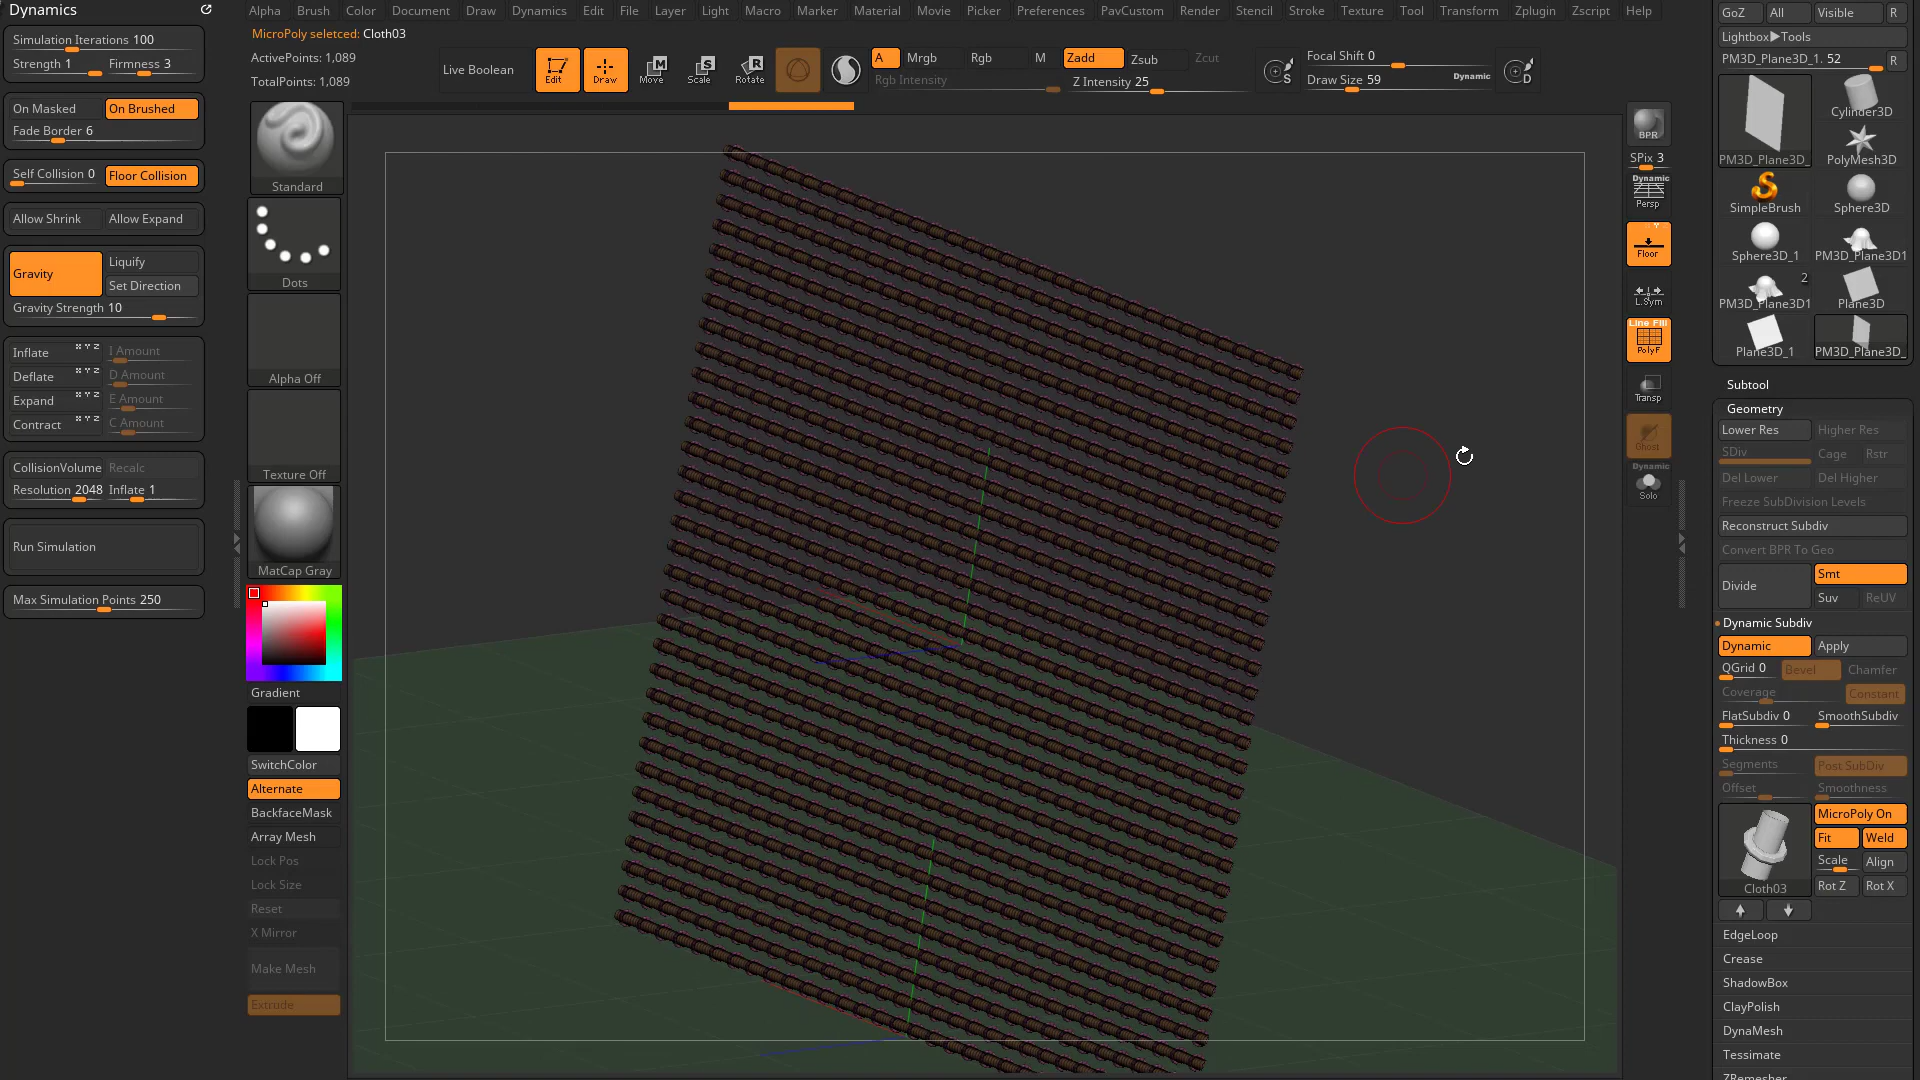 Dynamics
Simulation Iterations 100
Strength 1 Firmness 3
On Masked On Brushed
Fade Border 6
Self Collision 0 Floor Collision
Allow Shrink Allow Expand
Gravity Liquify
Set Direction
Gravity Strength 10
Inflate X Y Z I Amount
Deflate X Y Z D Amount
Expand X Y Z E Amount
Contract X Y Z C Amount
CollisionVolume Recalc
Resolution 2048 Inflate 1
Run Simulation
Max Simulation Points 250
Alpha Brush Color Document Draw Dynamics Edit File Layer Light Macro Marker Material Movie Picker Preferences PavCustom Render Stencil Stroke Texture Tool Transform Zplugin Zscript Help
MicroPoly seletced: Cloth03
ActivePoints: 1,089
TotalPoints: 1,089
Live Boolean
Edit
Draw
M
Move
S
Scale
R
Rotate
A Mrgb Rgb M
Rgb Intensity
Zadd Zsub Zcut
Z Intensity 25
S
Focal Shift 0
Draw Size 59 Dynamic
D
Standard
Dots
Alpha Off
Texture Off
MatCap Gray
Gradient
SwitchColor
Alternate
BackfaceMask
Array Mesh
Lock Pos
Lock Size
Reset
X Mirror
Make Mesh
Extrude
BPR
SPix 3
Dynamic
Persp
Floor
L.Sym
Line Fill
PolyF
Transp
Ghost
Dynamic
Solo
GoZ All Visible R
Lightbox▶Tools
PM3D_Plane3D_1. 52 R
PM3D_Plane3D_
Cylinder3D
PolyMesh3D
SimpleBrush
Sphere3D
Sphere3D_1
PM3D_Plane3D1
2
PM3D_Plane3D1
Plane3D
Plane3D_1
PM3D_Plane3D_
Subtool
Geometry
Lower Res Higher Res
SDiv Cage Rstr
Del Lower Del Higher
Freeze SubDivision Levels
Reconstruct Subdiv
Convert BPR To Geo
Divide Smt
Suv ReUV
Dynamic Subdiv
Dynamic Apply
QGrid 0 Bevel Chamfer
Coverage Constant
FlatSubdiv 0 SmoothSubdiv
Thickness 0
Segments Post SubDiv
Offset Smoothness
MicroPoly On
Fit Weld
Scale Align
Cloth03 Rot Z Rot X
EdgeLoop
Crease
ShadowBox
ClayPolish
DynaMesh
Tessimate
ZRemesher